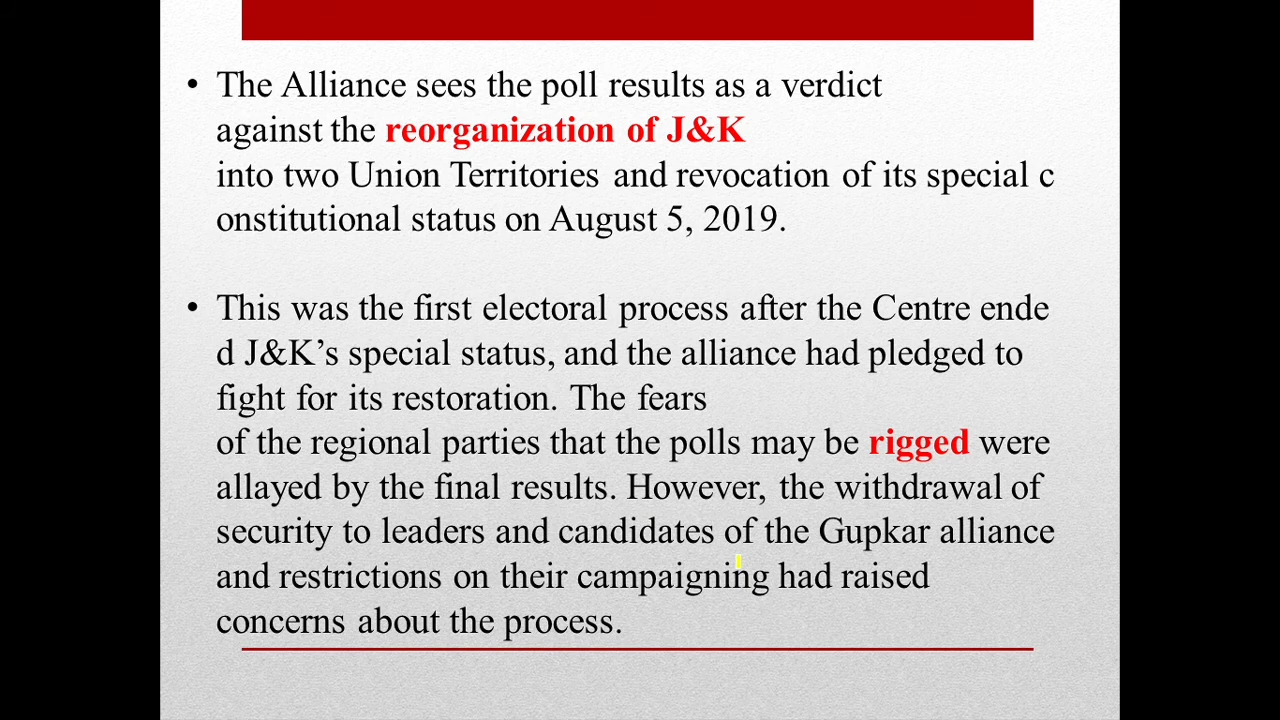 • The Alliance sees the poll results as a verdict
against the reorganization of J&K
into two Union Territories and revocation of its special c
onstitutional status on August 5, 2019.
• This was the first electoral process after the Centre ende
d J&K’s special status, and the alliance had pledged to
fight for its restoration. The fears
of the regional parties that the polls may be rigged were
allayed by the final results. However, the withdrawal of
security to leaders and candidates of the Gupkar alliance
and restrictions on their campaigning had raised
concerns about the process.